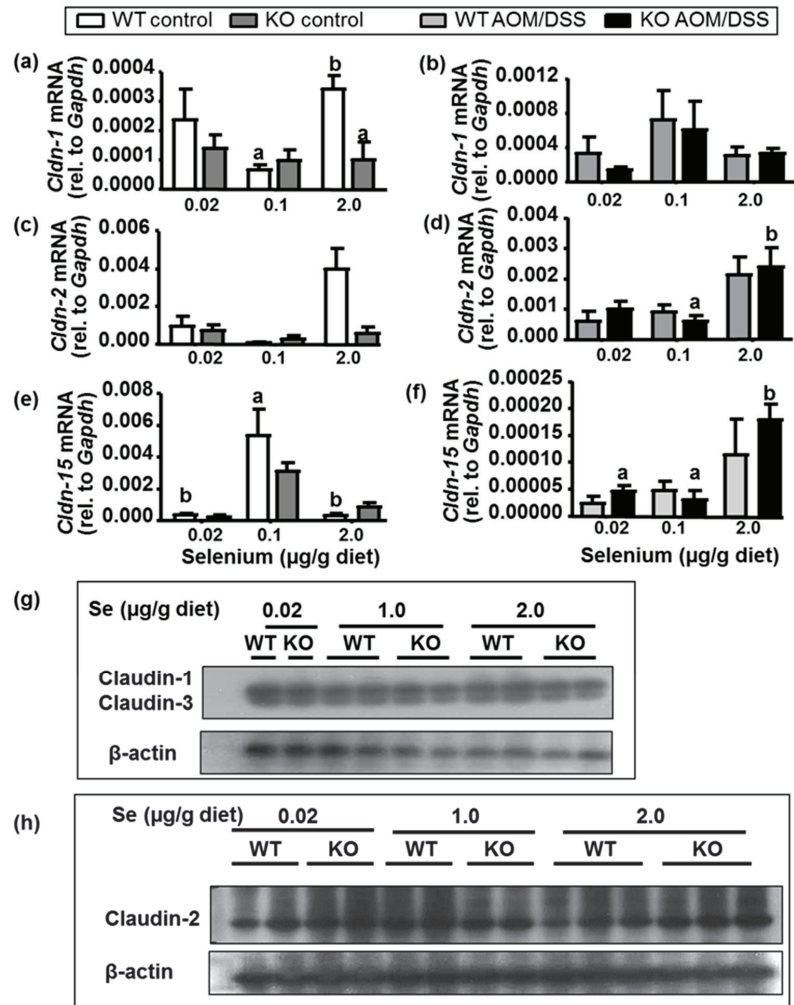 WT control KO control WT AOM/DSS KO AOM/DSS
(a)
Cldn-1 mRNA
(rel. to Gapdh)
0.0004
0.0003
0.0002
0.0001
0.0000
a
b
a
0.02 0.1 2.0
(b)
Cldn-1 mRNA
(rel. to Gapdh)
0.0012
0.0008
0.0004
0.0000
0.02 0.1 2.0
(c)
Cldn-2 mRNA
(rel. to Gapdh)
0.006
0.004
0.002
0.000
0.02 0.1 2.0
(d)
Cldn-2 mRNA
(rel. to Gapdh)
0.004
0.003
0.002
0.001
0.000
a
b
0.02 0.1 2.0
(e)
Cldn-15 mRNA
(rel. to Gapdh)
0.008
0.006
0.004
0.002
0.000
b
a
b
0.02 0.1 2.0
Selenium (µg/g diet)
(f)
Cldn-15 mRNA
(rel. to Gapdh)
0.00025
0.00020
0.00015
0.00010
0.00005
0.00000
a
a
b
0.02 0.1 2.0
Selenium (µg/g diet)
(g)
Se (µg/g diet) 0.02 1.0 2.0
WT KO WT KO WT KO
Claudin-1
Claudin-3
β-actin
(h)
Se (µg/g diet) 0.02 1.0 2.0
WT KO WT KO WT KO
Claudin-2
β-actin